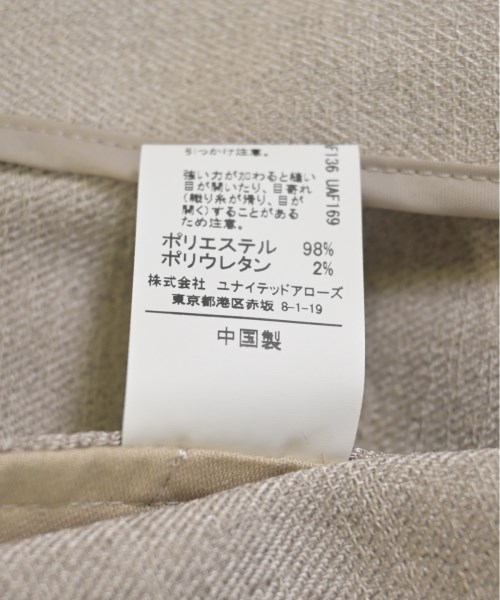 引っかけ注意。
強い力が加わると縫い
目が開いたり、目寄れ
(織り糸が滑り、目が
開く)することがある
ため注意。
ポリエステル 98%
ポリウレタン 2%
株式会社 ユナイテッドアローズ
東京都港区赤坂 8-1-19
中国製
F136 UAF169